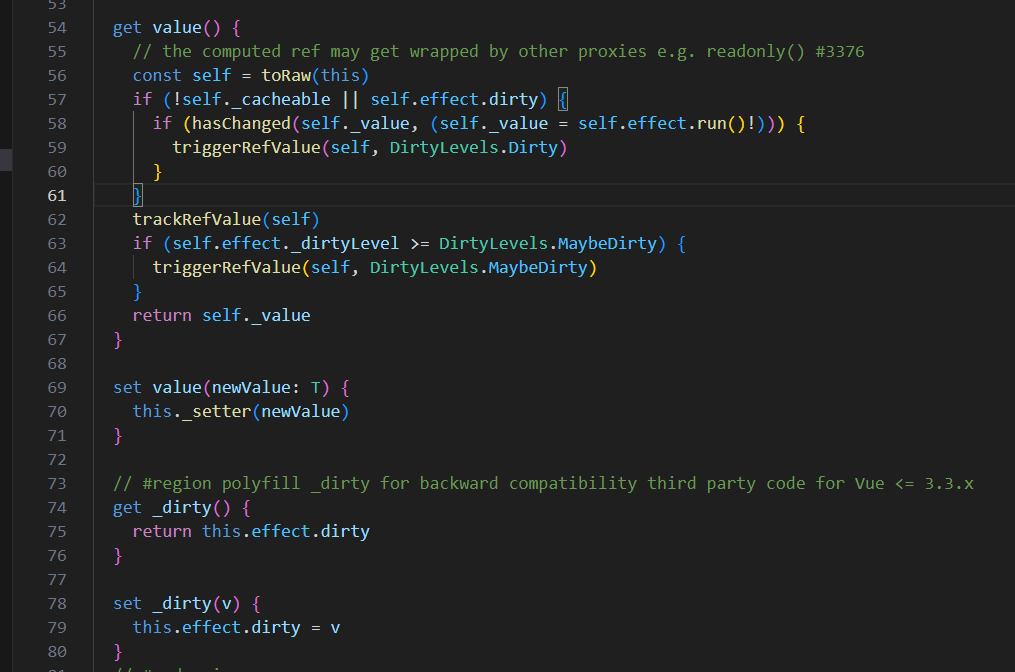 53
54 get value() {
55 // the computed ref may get wrapped by other proxies e.g. readonly() #3376
56 const self = toRaw(this)
57 if (!self._cacheable || self.effect.dirty) {
58 if (hasChanged(self._value, (self._value = self.effect.run()!))) {
59 triggerRefValue(self, DirtyLevels.Dirty)
60 }
61 }
62 trackRefValue(self)
63 if (self.effect._dirtyLevel >= DirtyLevels.MaybeDirty) {
64 triggerRefValue(self, DirtyLevels.MaybeDirty)
65 }
66 return self._value
67 }
68
69 set value(newValue: T) {
70 this._setter(newValue)
71 }
72
73 // #region polyfill _dirty for backward compatibility third party code for Vue <= 3.3.x
74 get _dirty() {
75 return this.effect.dirty
76 }
77
78 set _dirty(v) {
79 this.effect.dirty = v
80 }